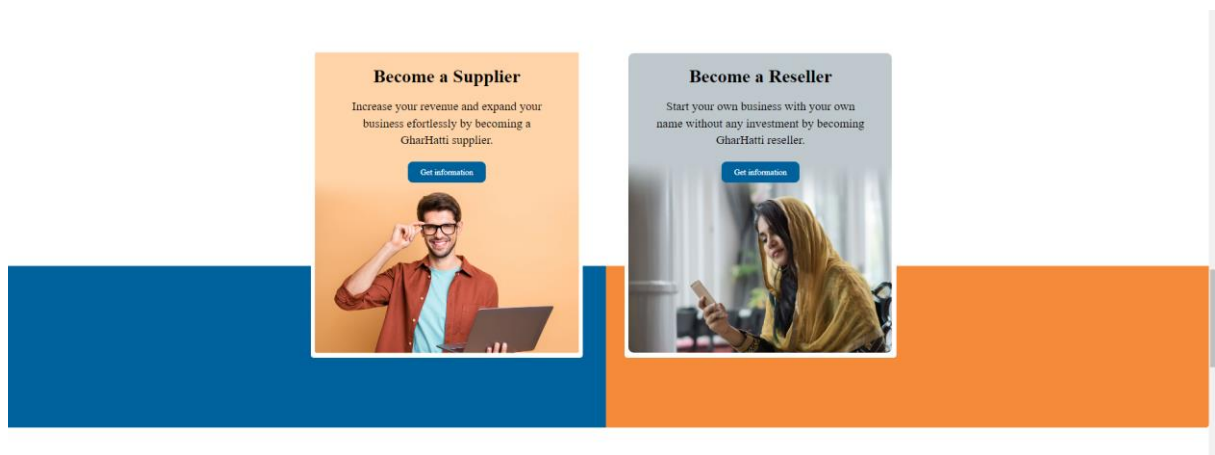 Become a Supplier
Increase your revenue and expand your
business efortlessly by becoming a
GharHatti supplier.
Get information
Become a Reseller
Start your own business with your own
name without any investment by becoming
GharHatti reseller.
Get information